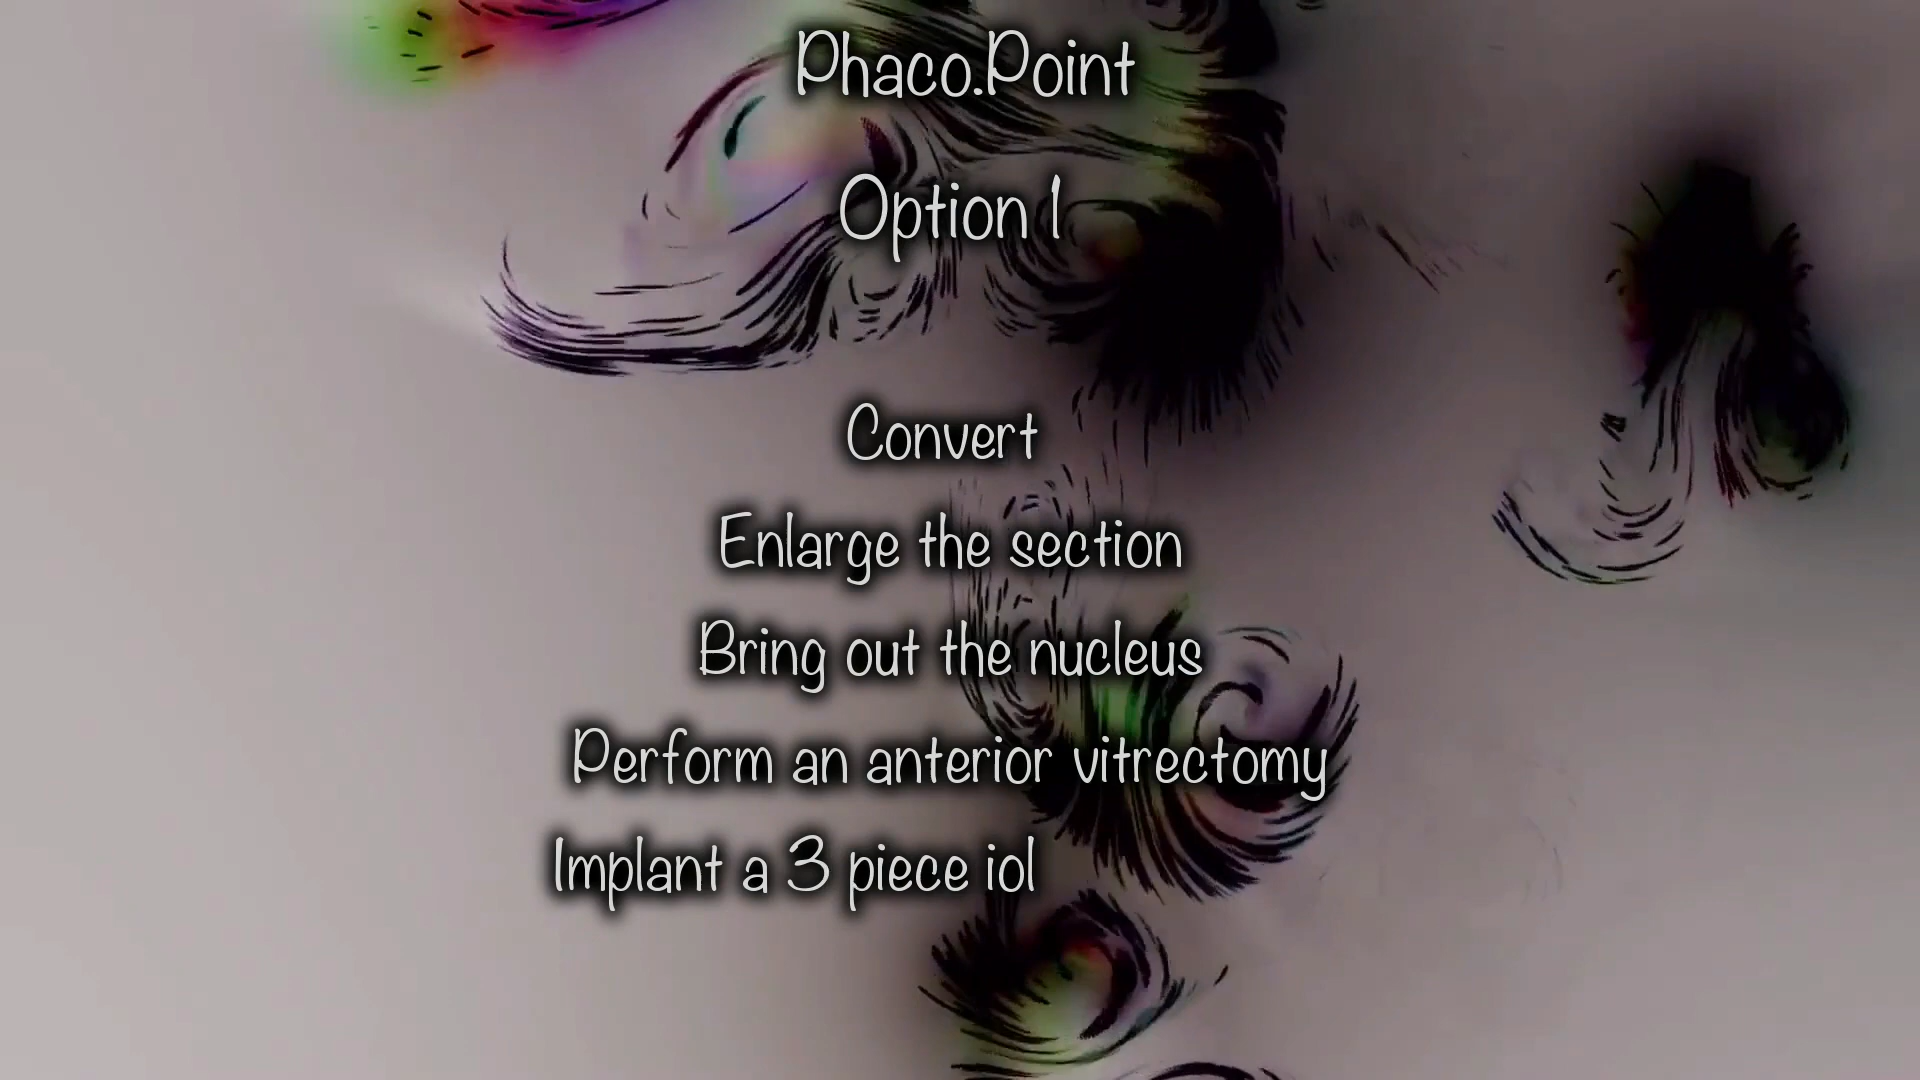 Phaco.Point
Option 1
Convert
Enlarge the section
Bring out the nucleus
Perform an anterior vitrectomy
Implant a 3 piece iol